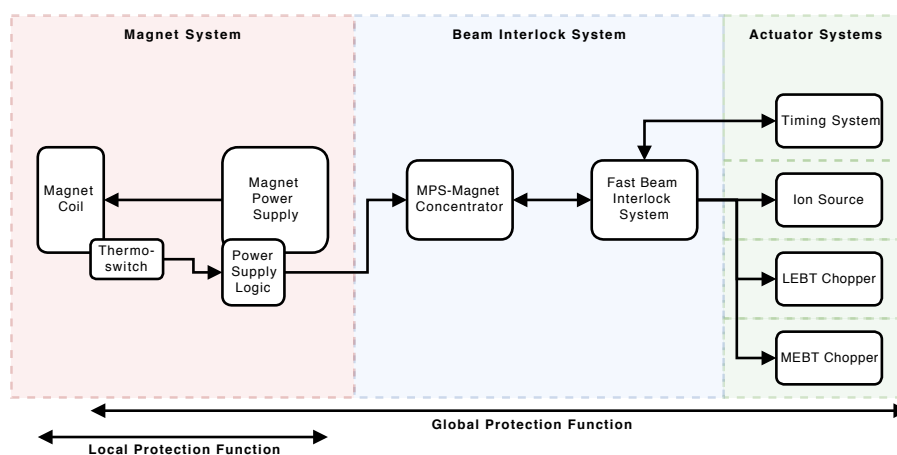 Magnet System
Beam Interlock System
Actuator Systems
Timing System
Magnet
Coil
Magnet
Power
Supply
MPS-Magnet
Concentrator
Fast Beam
Interlock
System
Ion Source
Thermo-
switch
Power
Supply
Logic
LEBT Chopper
MEBT Chopper
Global Protection Function
Local Protection Function